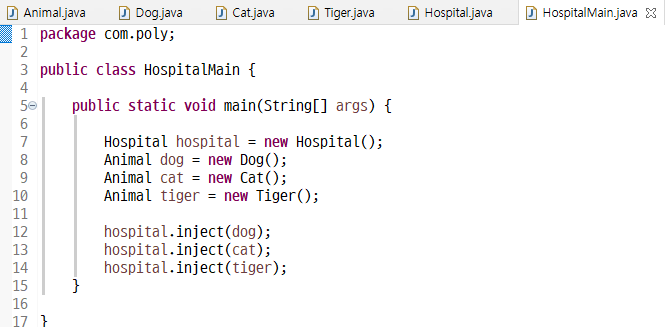 Animal.java Dog.java Cat.java Tiger.java Hospital.java HospitalMain.java
1 package com.poly;
2
3 public class HospitalMain {
4
5 public static void main(String[] args) {
6
7 Hospital hospital = new Hospital();
8 Animal dog = new Dog();
9 Animal cat = new Cat();
10 Animal tiger = new Tiger();
11
12 hospital.inject(dog);
13 hospital.inject(cat);
14 hospital.inject(tiger);
15 }
16
17 }